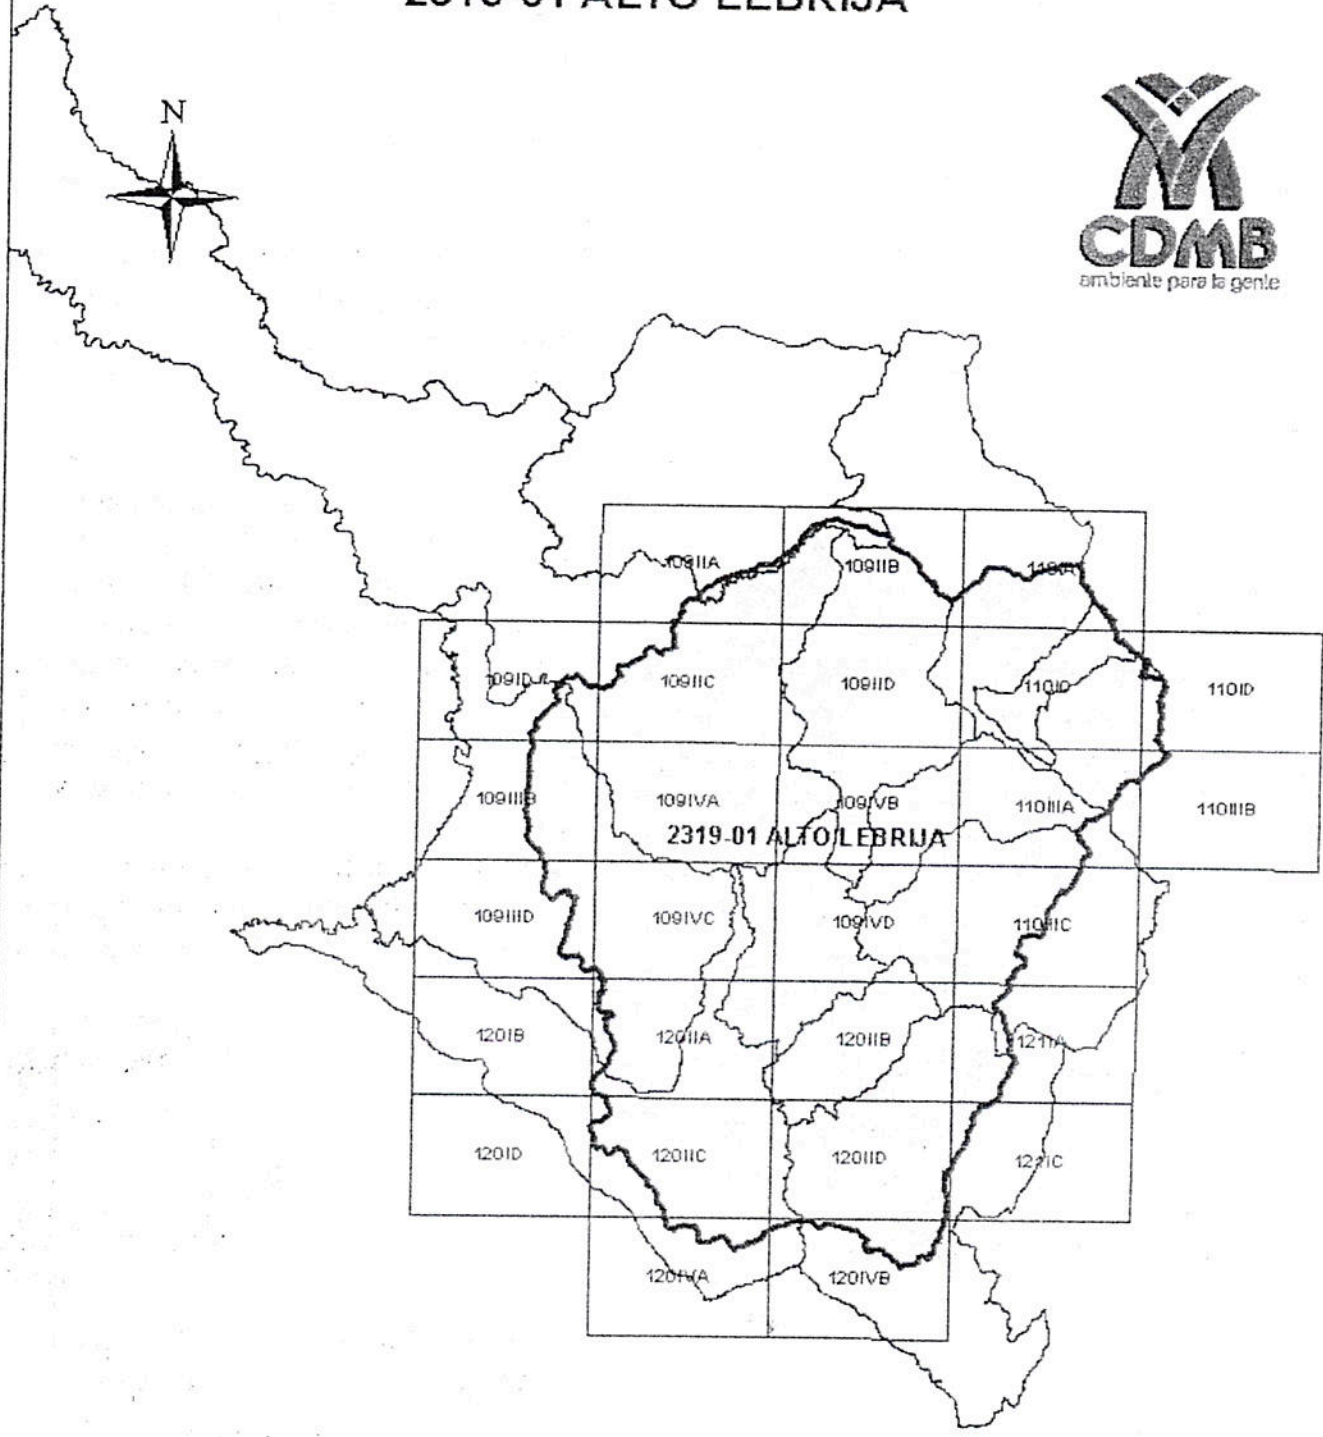 2319-01 ALTO LEBRIJA
N
CDMB
ambiente para la gente
109IIA 109IIB 110IA
109ID 109IIC 109IID 110IC 110ID
109IIIB 109IVA 109IVB 110IIIA 110IIIB
2319-01 ALTO LEBRIJA
109IIID 109IVC 109IVD 110IIIC
120IB 120IIA 120IIB 121IA
120ID 120IIC 120IID 121IC
120IVA 120IVB